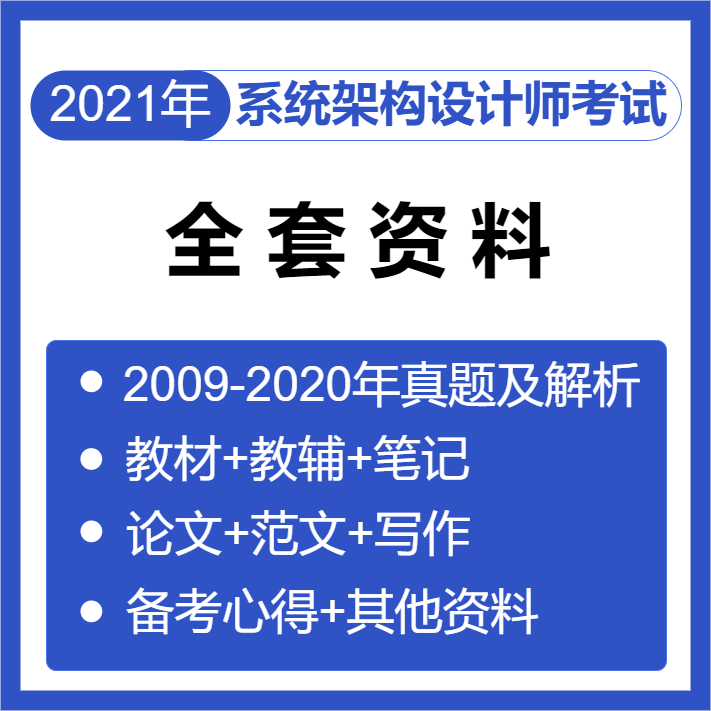 2021年 系统架构设计师考试
全套资料
2009-2020年真题及解析
教材+教辅+笔记
论文+范文+写作
备考心得+其他资料